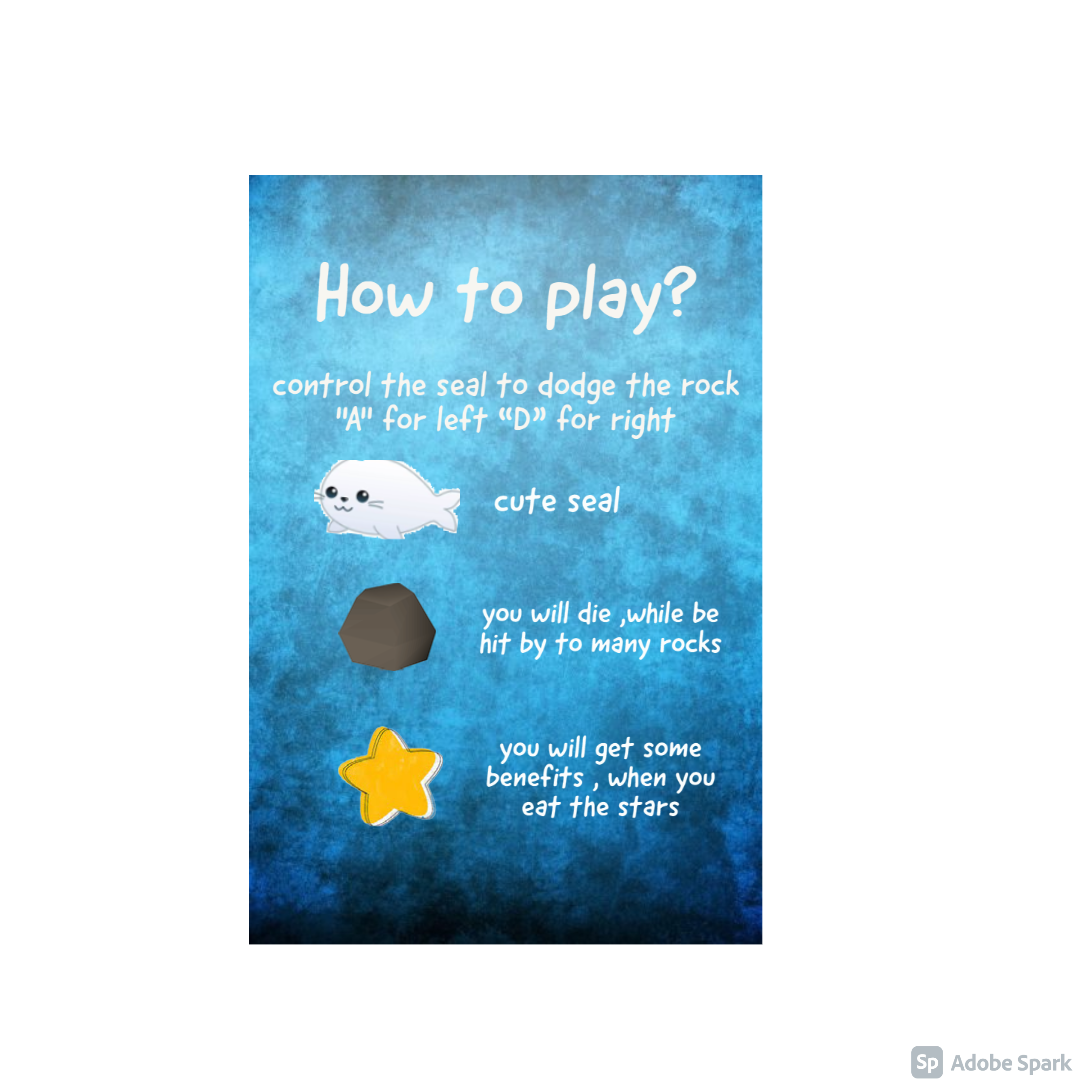 How to play?
control the seal to dodge the rock
"A" for left “D” for right
cute seal
you will die ,while be
hit by to many rocks
you will get some
benefits , when you
eat the stars
Sp Adobe Spark